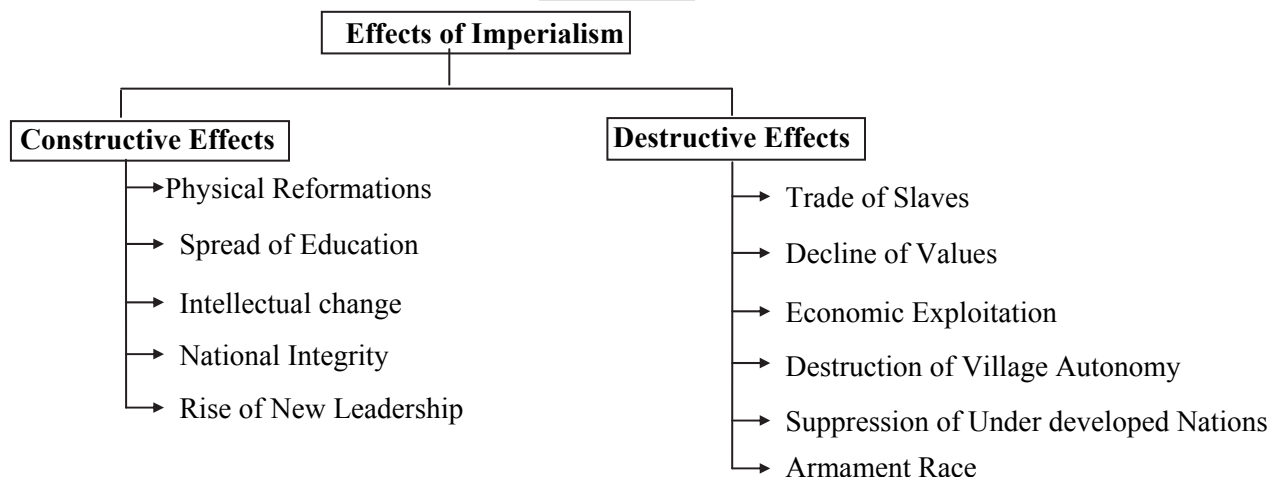 Effects of Imperialism
Constructive Effects
Physical Reformations
Spread of Education
Intellectual change
National Integrity
Rise of New Leadership
Destructive Effects
Trade of Slaves
Decline of Values
Economic Exploitation
Destruction of Village Autonomy
Suppression of Under developed Nations
Armament Race